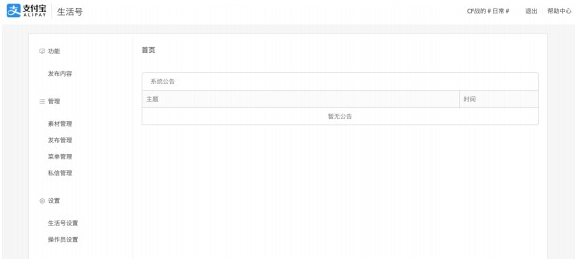 支付宝 ALIPAY 生活号 CP战的#日常# 退出 帮助中心
功能
发布内容
管理
素材管理
发布管理
菜单管理
私信管理
设置
生活号设置
操作员设置
首页
系统公告
主题 时间
暂无公告